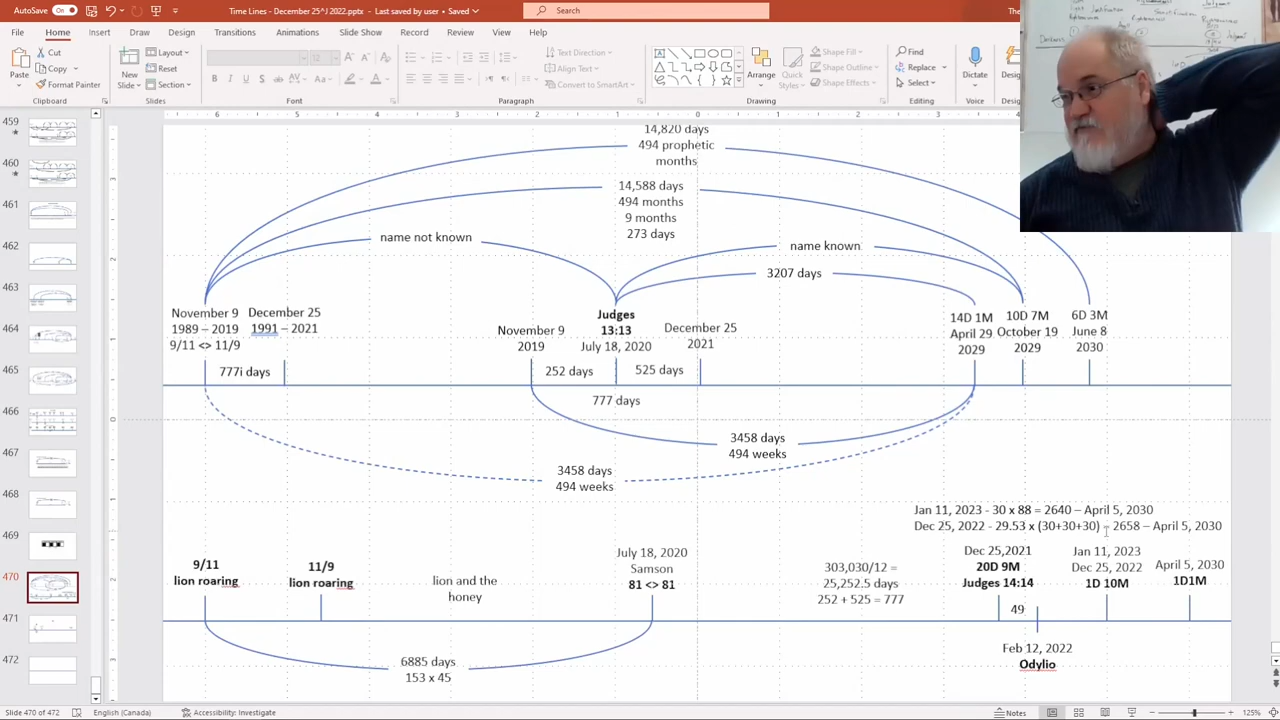 AutoSave
On
Time Lines - December 25^J 2022.pptx • Last saved by user • Saved
Search
File
Home
Insert
Draw
Design
Transitions
Animations
Slide Show
Record
Review
View
Help
Paste
Cut
Copy
Format Painter
Clipboard
New
Slide
Layout
Reset
Section
Slides
Font
Paragraph
Text Direction
Align Text
Convert to SmartArt
Arrange
Quick
Styles
Shape Fill
Shape Outline
Shape Effects
Drawing
Find
Replace
Select
Editing
Dictate
Voice
459
460
461
462
463
464
465
466
467
468
469
470
471
472
14,820 days
494 prophetic
months
14,588 days
494 months
9 months
273 days
name not known
name known
3207 days
November 9
1989 – 2019
9/11 <> 11/9
December 25
1991 – 2021
November 9
2019
Judges
13:13
July 18, 2020
December 25
2021
14D 1M
April 29
2029
10D 7M
October 19
2029
6D 3M
June 8
2030
777i days
252 days
525 days
777 days
3458 days
494 weeks
3458 days
494 weeks
Jan 11, 2023 - 30 x 88 = 2640 – April 5, 2030
Dec 25, 2022 - 29.53 x (30+30+30) = 2658 – April 5, 2030
9/11
lion roaring
11/9
lion roaring
lion and the
honey
July 18, 2020
Samson
81 <> 81
303,030/12 =
25,252.5 days
252 + 525 = 777
Dec 25,2021
20D 9M
Judges 14:14
49
Jan 11, 2023
Dec 25, 2022
1D 10M
April 5, 2030
1D1M
6885 days
153 x 45
Feb 12, 2022
Odylio
Slide 470 of 472
English (Canada)
Accessibility: Investigate
Notes
125%